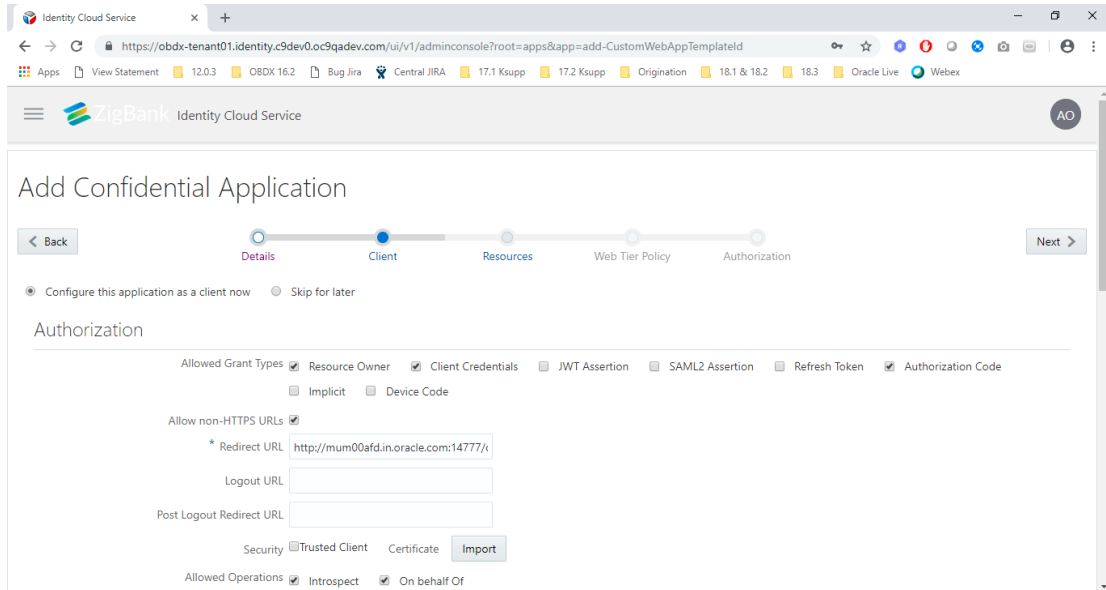 Identity Cloud Service
https://obdx-tenant01.identity.c9dev0.oc9qadev.com/ui/v1/adminconsole?root=apps&app=add-CustomWebAppTemplateId
Apps View Statement 12.0.3 OBDX 16.2 Bug Jira Central JIRA 17.1 Ksupp 17.2 Ksupp Origination 18.1 & 18.2 18.3 Oracle Live Webex
ZigBank Identity Cloud Service AO
Add Confidential Application
Back Next
Details Client Resources Web Tier Policy Authorization
Configure this application as a client now Skip for later
Authorization
Allowed Grant Types Resource Owner Client Credentials JWT Assertion SAML2 Assertion Refresh Token Authorization Code
Implicit Device Code
Allow non-HTTPS URLs
* Redirect URL http://mum00afd.in.oracle.com:14777/
Logout URL
Post Logout Redirect URL
Security Trusted Client Certificate Import
Allowed Operations Introspect On behalf Of